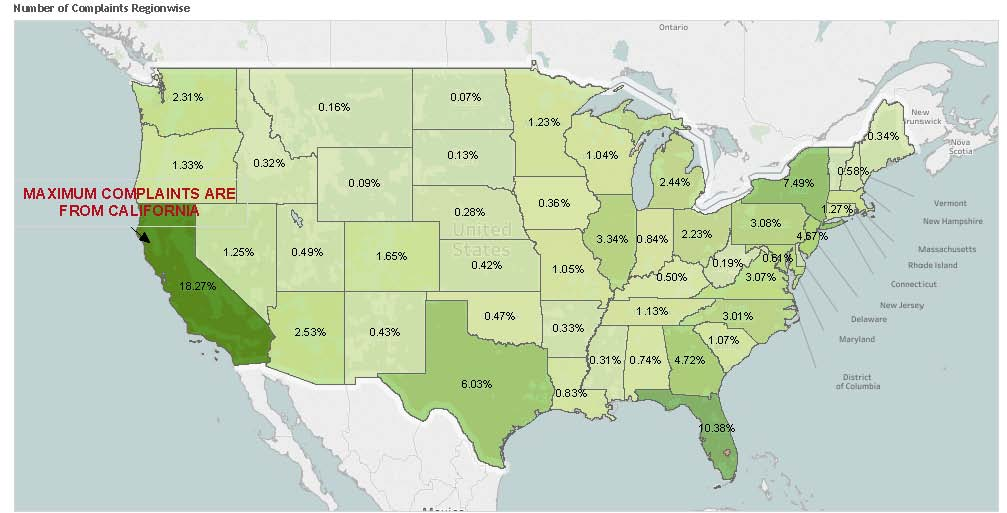 Number of Complaints Regionwise
Ontario
2.31%
0.16%
0.07%
1.23%
1.04%
0.34%
New
Brunswick
Nova
Scotia
1.33%
0.32%
0.13%
0.09%
2.44%
7.49%
0.58%
MAXIMUM COMPLAINTS ARE
FROM CALIFORNIA
0.28%
0.36%
3.08%
1.27%
Vermont
New Hampshire
United
States
1.25%
0.49%
1.65%
0.42%
1.05%
3.34%
0.84%
2.23%
0.19%
0.61%
4.67%
Massachusetts
Rhode Island
18.27%
0.50%
3.07%
Connecticut
New Jersey
2.53%
0.43%
0.47%
0.33%
1.13%
3.01%
1.07%
Delaware
Maryland
6.03%
0.83%
0.31%
0.74%
4.72%
District
of Columbia
10.38%